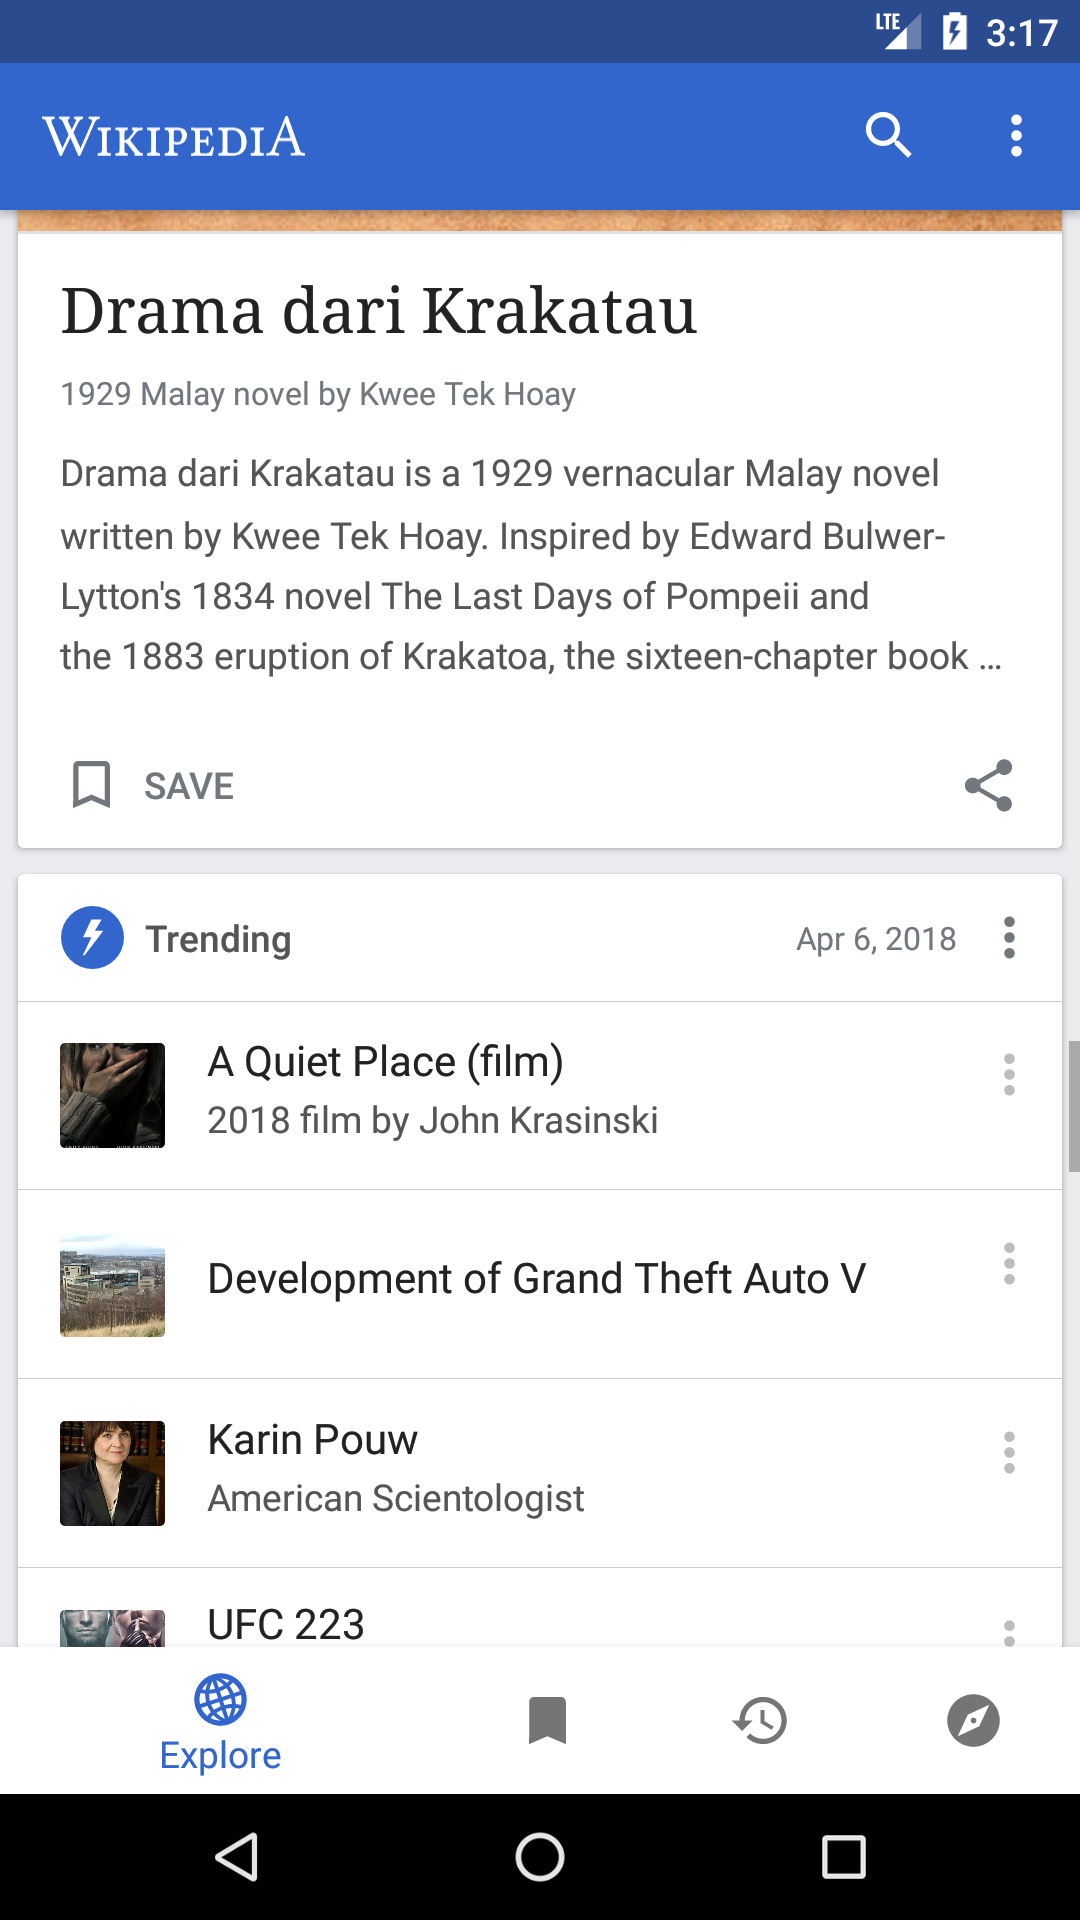 LTE 3:17
WIKIPEDIA
Drama dari Krakatau
1929 Malay novel by Kwee Tek Hoay
Drama dari Krakatau is a 1929 vernacular Malay novel
written by Kwee Tek Hoay. Inspired by Edward Bulwer-
Lytton's 1834 novel The Last Days of Pompeii and
the 1883 eruption of Krakatoa, the sixteen-chapter book ...
SAVE
Trending Apr 6, 2018
A Quiet Place (film)
2018 film by John Krasinski
Development of Grand Theft Auto V
Karin Pouw
American Scientologist
UFC 223
Explore